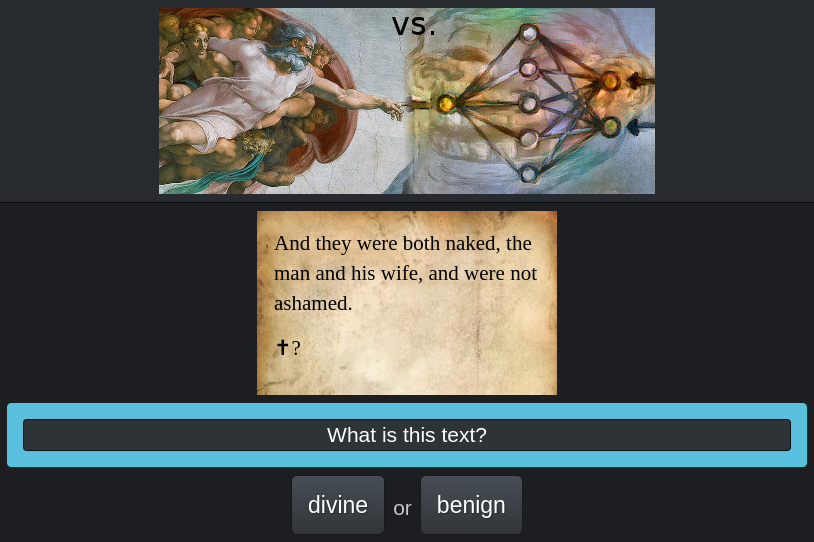 vs.
And they were both naked, the
man and his wife, and were not
ashamed.
✝?
What is this text?
divine or benign